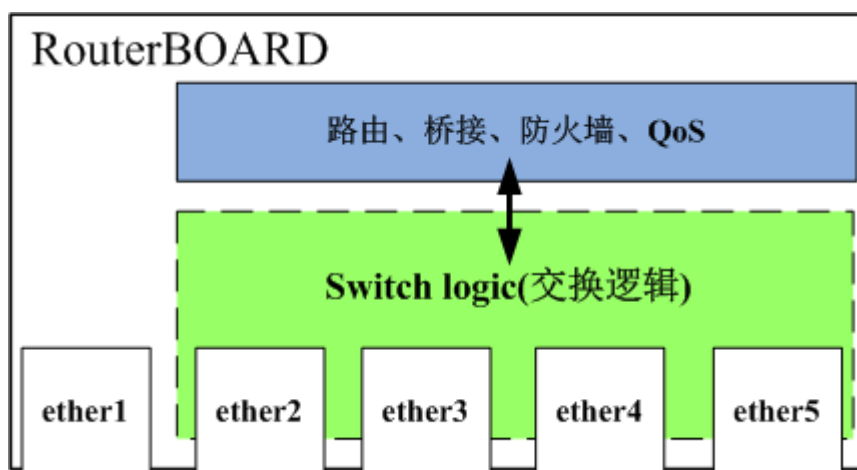 RouterBOARD
路由、桥接、防火墙、QoS
Switch logic(交换逻辑)
ether1
ether2
ether3
ether4
ether5